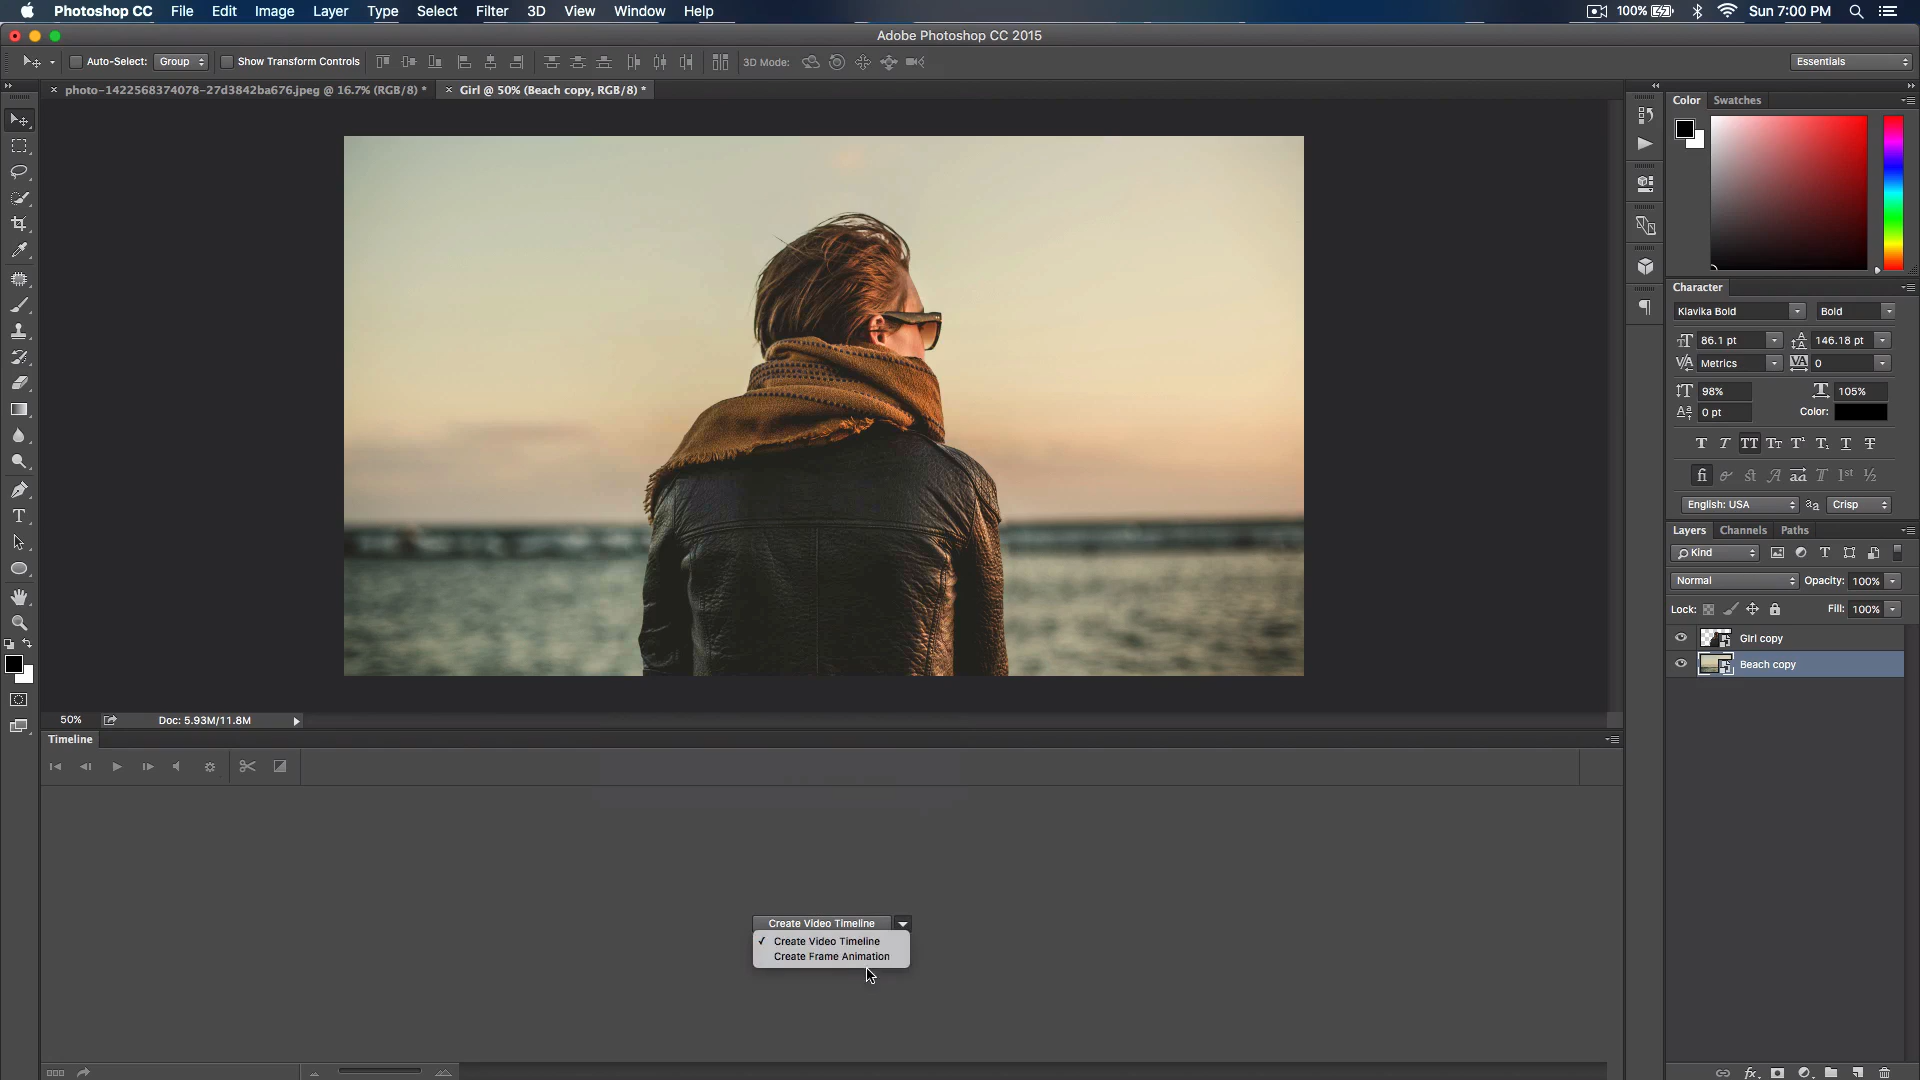 Photoshop CC File Edit Image Layer Type Select Filter 3D View Window Help 100% Sun 7:00 PM
Adobe Photoshop CC 2015
Auto-Select: Group Show Transform Controls 3D Mode: Essentials
photo-1422568374078-27d3842ba676.jpeg @ 16.7% (RGB/8) * Girl @ 50% (Beach copy, RGB/8) *
Color Swatches
Character
Klavika Bold Bold
86.1 pt 146.18 pt
Metrics 0
98% 105%
0 pt Color:
English: USA Crisp
Layers Channels Paths
Kind
Normal Opacity: 100%
Lock: Fill: 100%
Girl copy
Beach copy
50% Doc: 5.93M/11.8M
Timeline
Create Video Timeline
✓ Create Video Timeline
Create Frame Animation